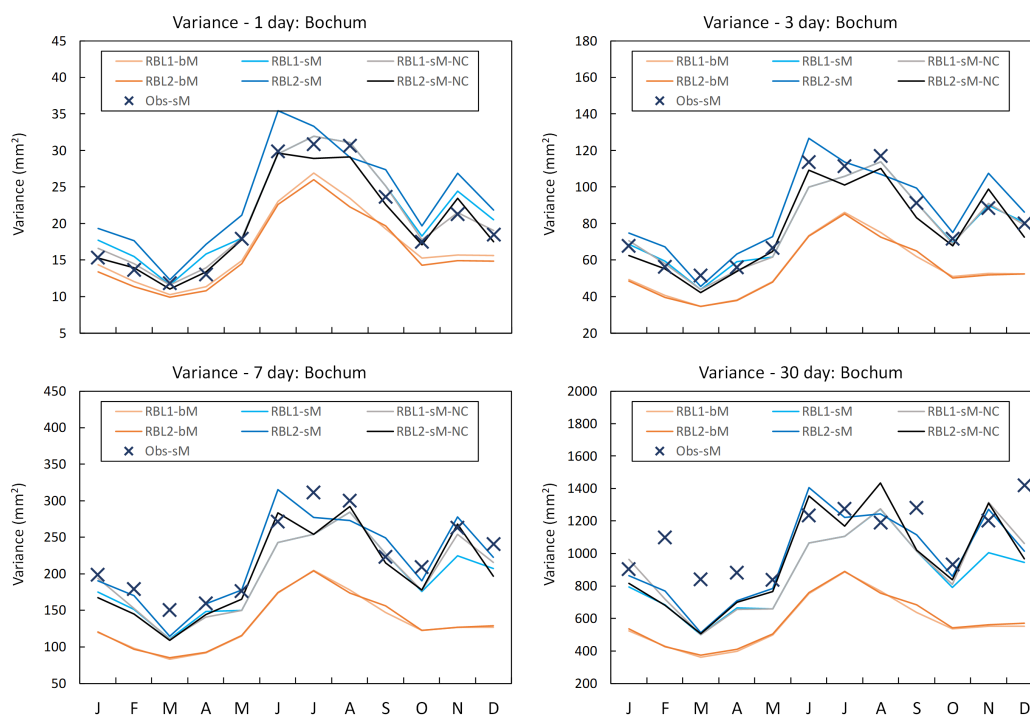 Variance - 1 day: Bochum
Variance (mm²)
45
40
35
30
25
20
15
10
5
RBL1-bM RBL1-sM RBL1-sM-NC
RBL2-bM RBL2-sM RBL2-sM-NC
Obs-sM
Variance - 3 day: Bochum
Variance (mm²)
180
160
140
120
100
80
60
40
20
RBL1-bM RBL1-sM RBL1-sM-NC
RBL2-bM RBL2-sM RBL2-sM-NC
Obs-sM
Variance - 7 day: Bochum
Variance (mm²)
450
400
350
300
250
200
150
100
50
RBL1-bM RBL1-sM RBL1-sM-NC
RBL2-bM RBL2-sM RBL2-sM-NC
Obs-sM
J F M A M J J A S O N D
Variance - 30 day: Bochum
Variance (mm²)
2000
1800
1600
1400
1200
1000
800
600
400
200
RBL1-bM RBL1-sM RBL1-sM-NC
RBL2-bM RBL2-sM RBL2-sM-NC
Obs-sM
J F M A M J J A S O N D